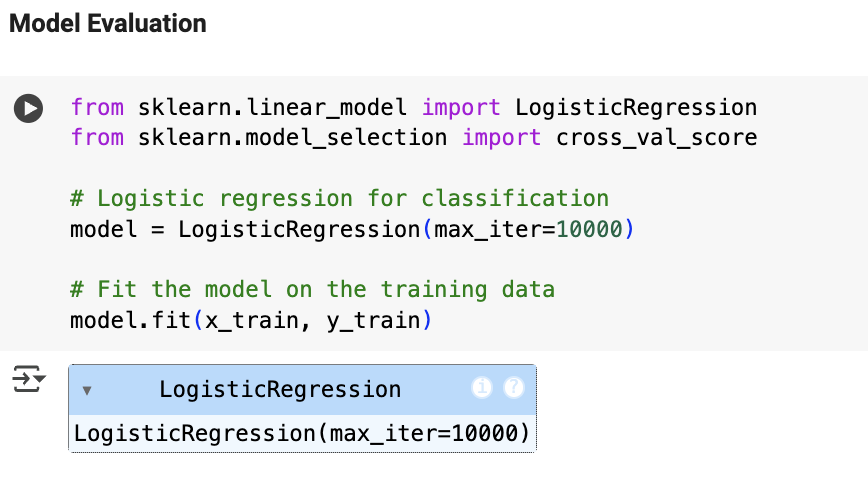 Model Evaluation
from sklearn.linear_model import LogisticRegression
from sklearn.model_selection import cross_val_score
# Logistic regression for classification
model = LogisticRegression(max_iter=10000)
# Fit the model on the training data
model.fit(x_train, y_train)
LogisticRegression i ?
LogisticRegression(max_iter=10000)